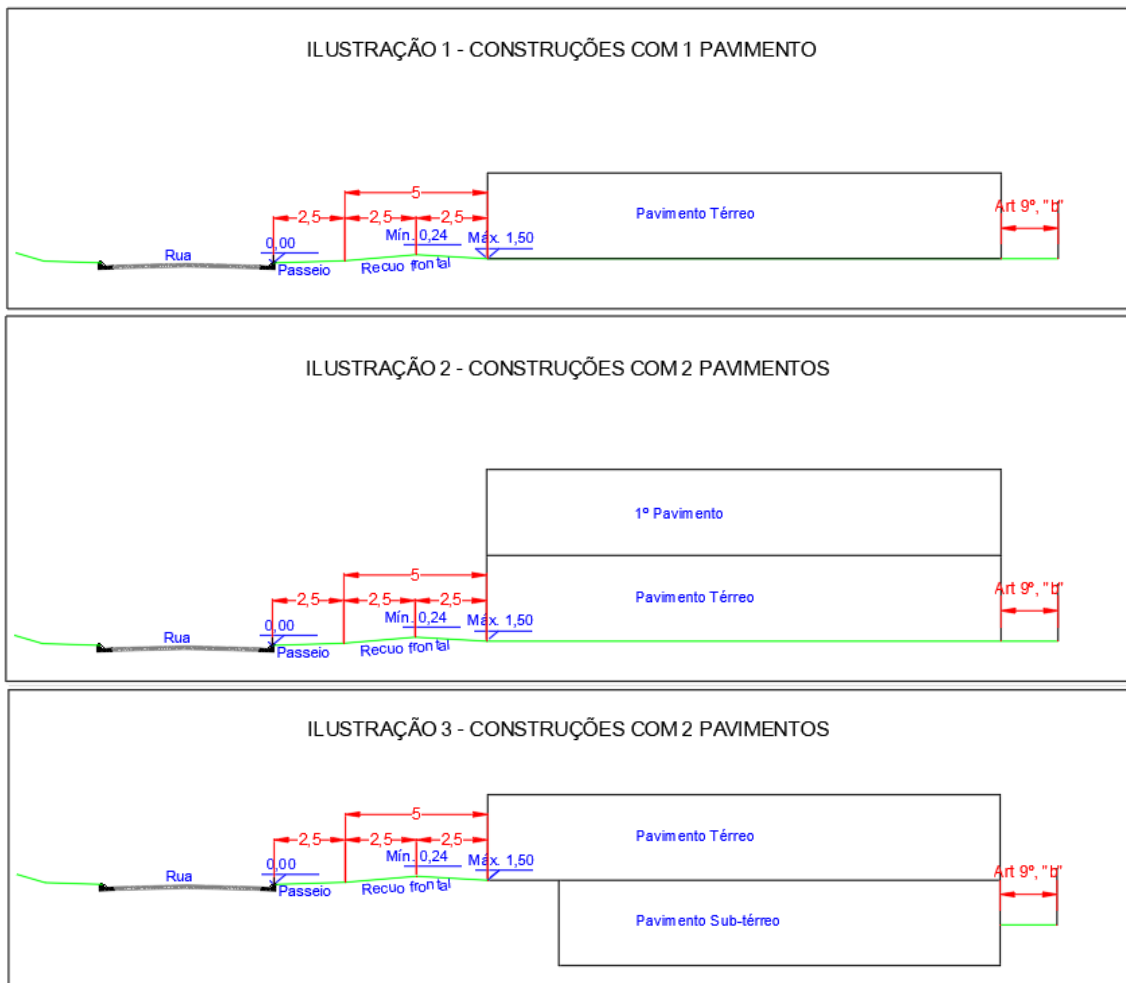 ILUSTRAÇÃO 1 - CONSTRUÇÕES COM 1 PAVIMENTO
5
Pavimento Térreo
Art 9º, "b"
2,5
2,5
2,5
Mín. 0,24
Máx. 1,50
0,00
Rua
Passeio
Recuo frontal
ILUSTRAÇÃO 2 - CONSTRUÇÕES COM 2 PAVIMENTOS
1º Pavimento
5
Pavimento Térreo
Art 9º, "b"
2,5
2,5
2,5
Mín. 0,24
Máx. 1,50
0,00
Rua
Passeio
Recuo frontal
ILUSTRAÇÃO 3 - CONSTRUÇÕES COM 2 PAVIMENTOS
5
Pavimento Térreo
2,5
2,5
2,5
Mín. 0,24
Máx. 1,50
0,00
Art 9º, "b"
Rua
Passeio
Recuo frontal
Pavimento Sub-térreo